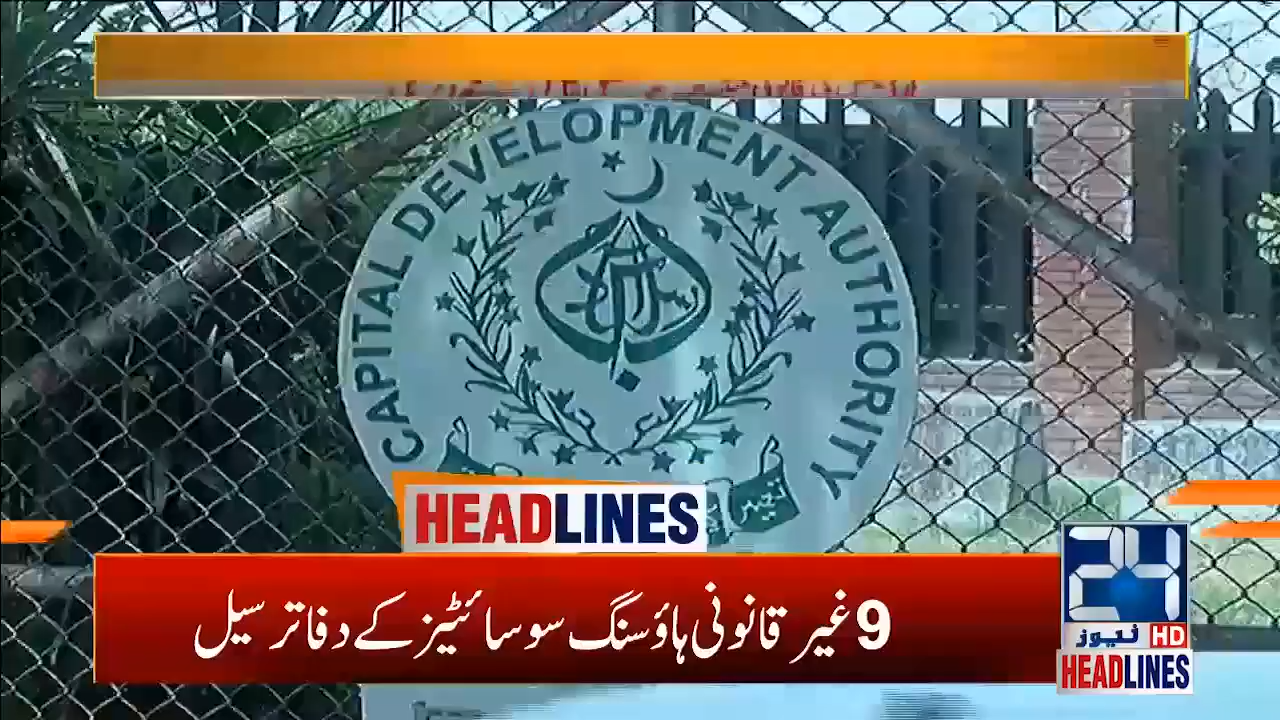 CAPITAL DEVELOPMENT AUTHORITY
HEADLINES
9 غیر قانونی ہاؤسنگ سوسائٹیز کے دفاتر سیل
24
نیوز HD
HEADLINES